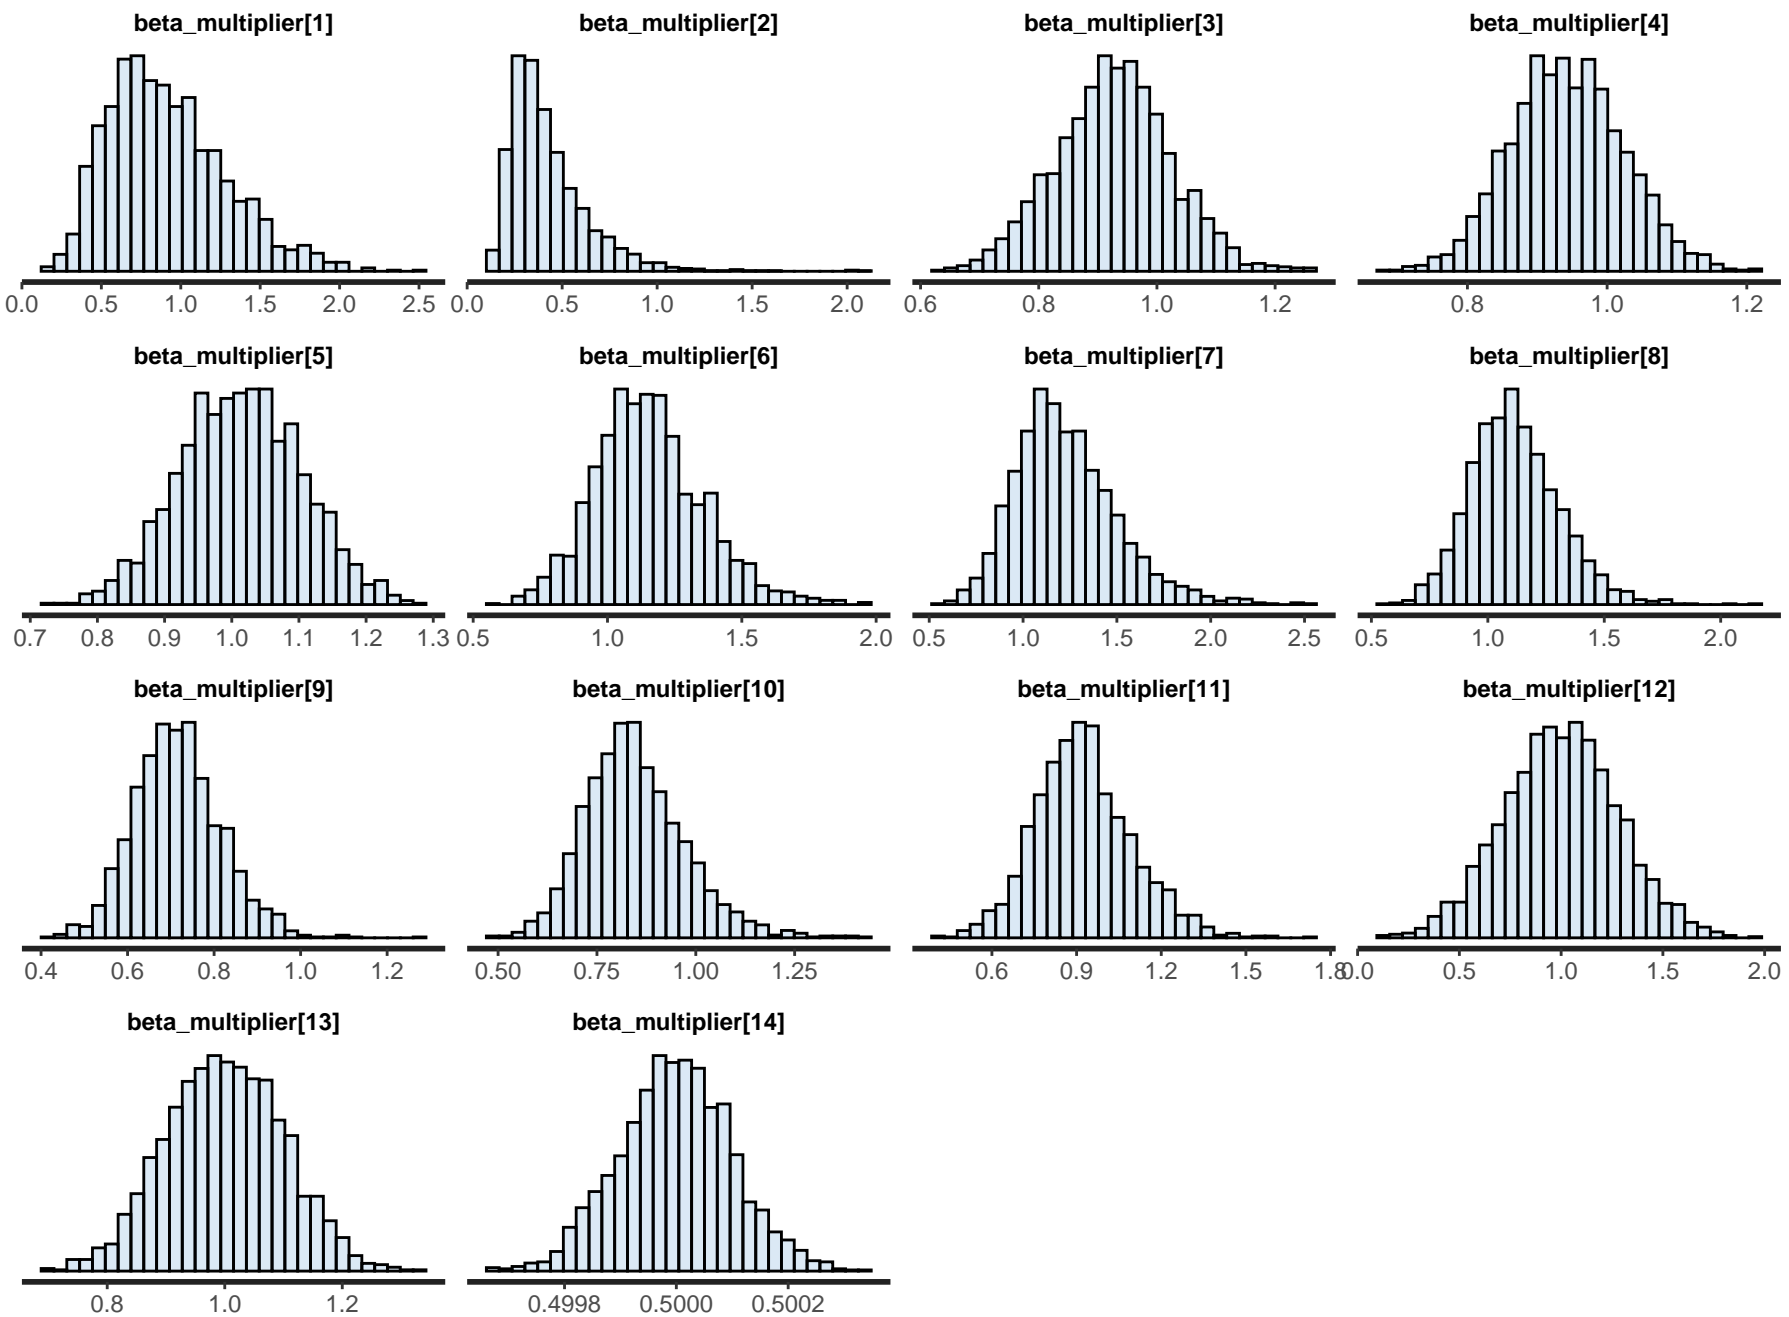 beta_multiplier[1] beta_multiplier[2] beta_multiplier[3] beta_multiplier[4]
0.0 0.5 1.0 1.5 2.0 2.5 0.0 0.5 1.0 1.5 2.0 0.6 0.8 1.0 1.2 0.8 1.0 1.2
beta_multiplier[5] beta_multiplier[6] beta_multiplier[7] beta_multiplier[8]
0.7 0.8 0.9 1.0 1.1 1.2 1.3 0.5 1.0 1.5 2.0 0.5 1.0 1.5 2.0 2.5 0.5 1.0 1.5 2.0
beta_multiplier[9] beta_multiplier[10] beta_multiplier[11] beta_multiplier[12]
0.4 0.6 0.8 1.0 1.2 0.50 0.75 1.00 1.25 0.6 0.9 1.2 1.5 1.8 0.0 0.5 1.0 1.5 2.0
beta_multiplier[13] beta_multiplier[14]
0.8 1.0 1.2 0.4998 0.5000 0.5002